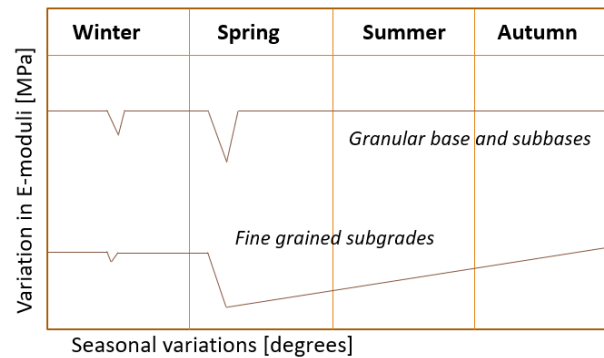 Winter Spring Summer Autumn
Variation in E-moduli [MPa]
Granular base and subbases
Fine grained subgrades
Seasonal variations [degrees]